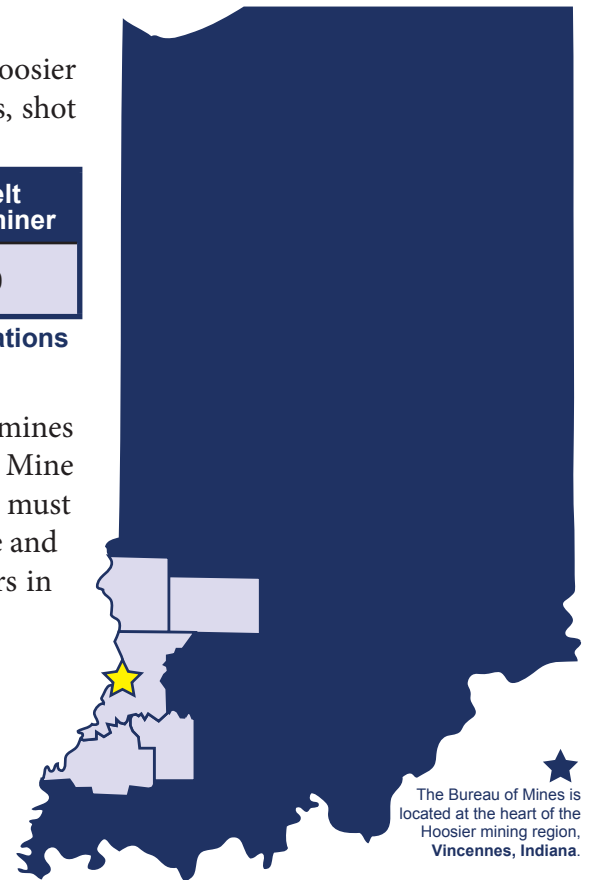 oosier
s, shot
elt
iner
)
ations
mines
Mine
must
e and
rs in
The Bureau of Mines is
located at the heart of the
Hoosier mining region,
Vincennes, Indiana.